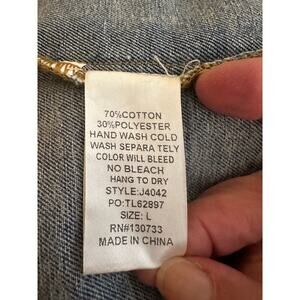 70%COTTON
30%POLYESTER
HAND WASH COLD
WASH SEPARA TELY
COLOR WILL BLEED
NO BLEACH
HANG TO DRY
STYLE:J4042
PO:TL62897
SIZE: L
RN#130733
MADE IN CHINA